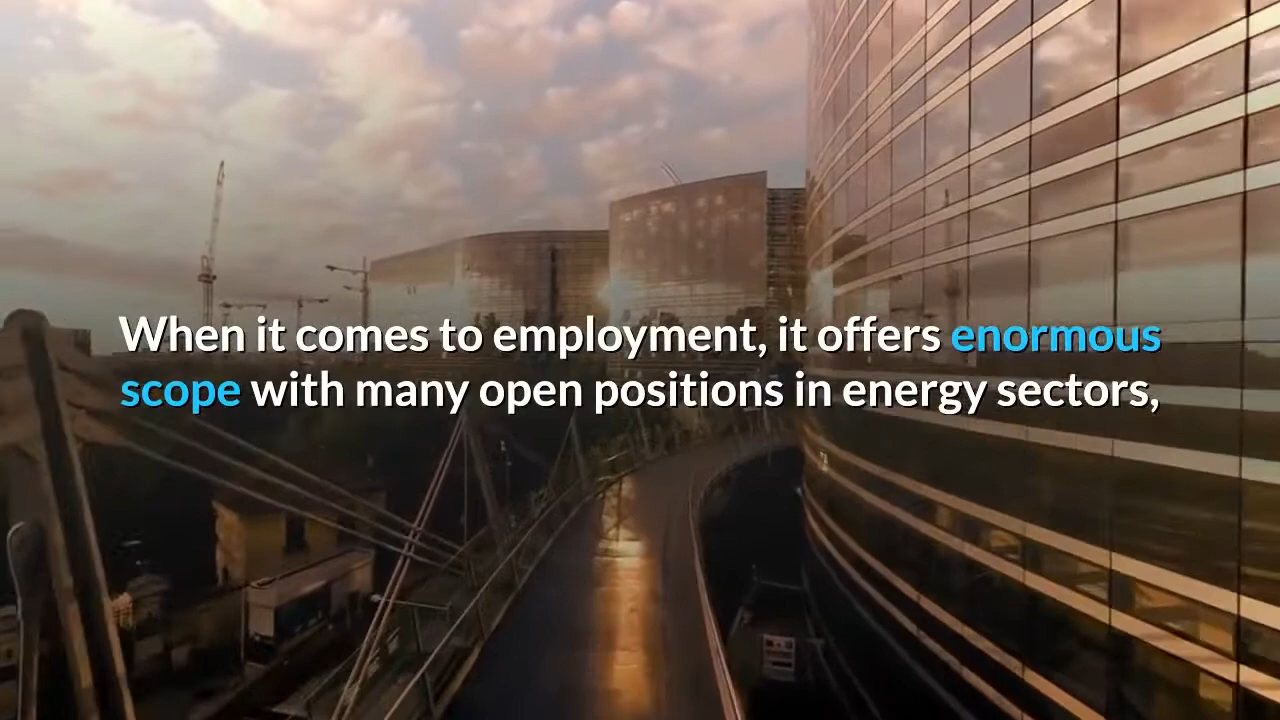 When it comes to employment, it offers enormous
scope with many open positions in energy sectors,